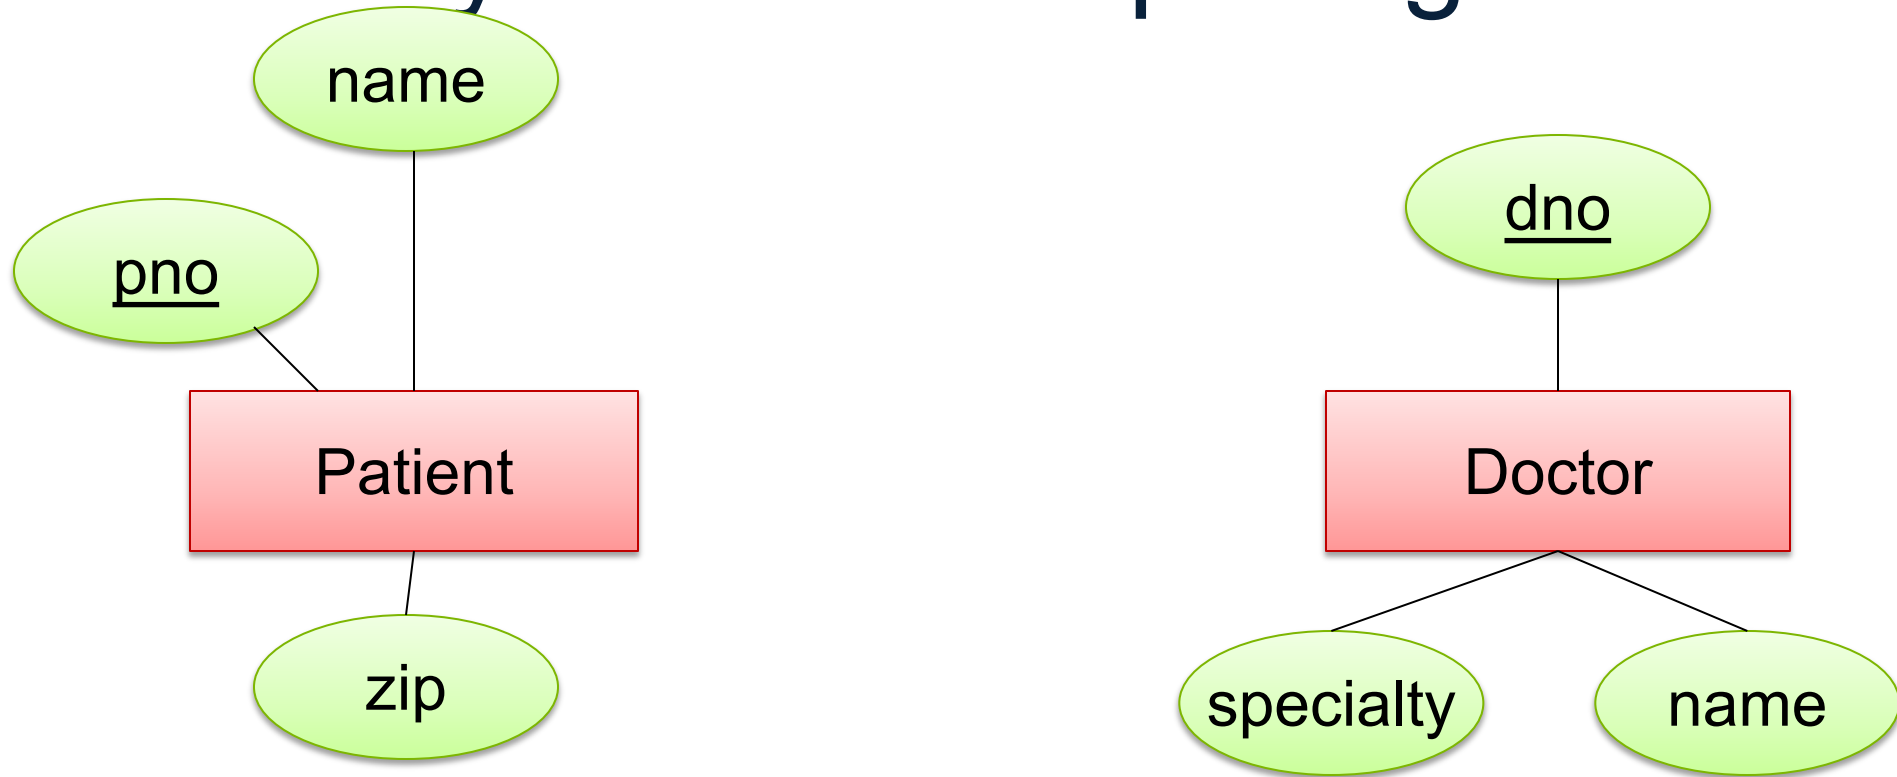 name
dno
pno
Patient
Doctor
zip
specialty
name